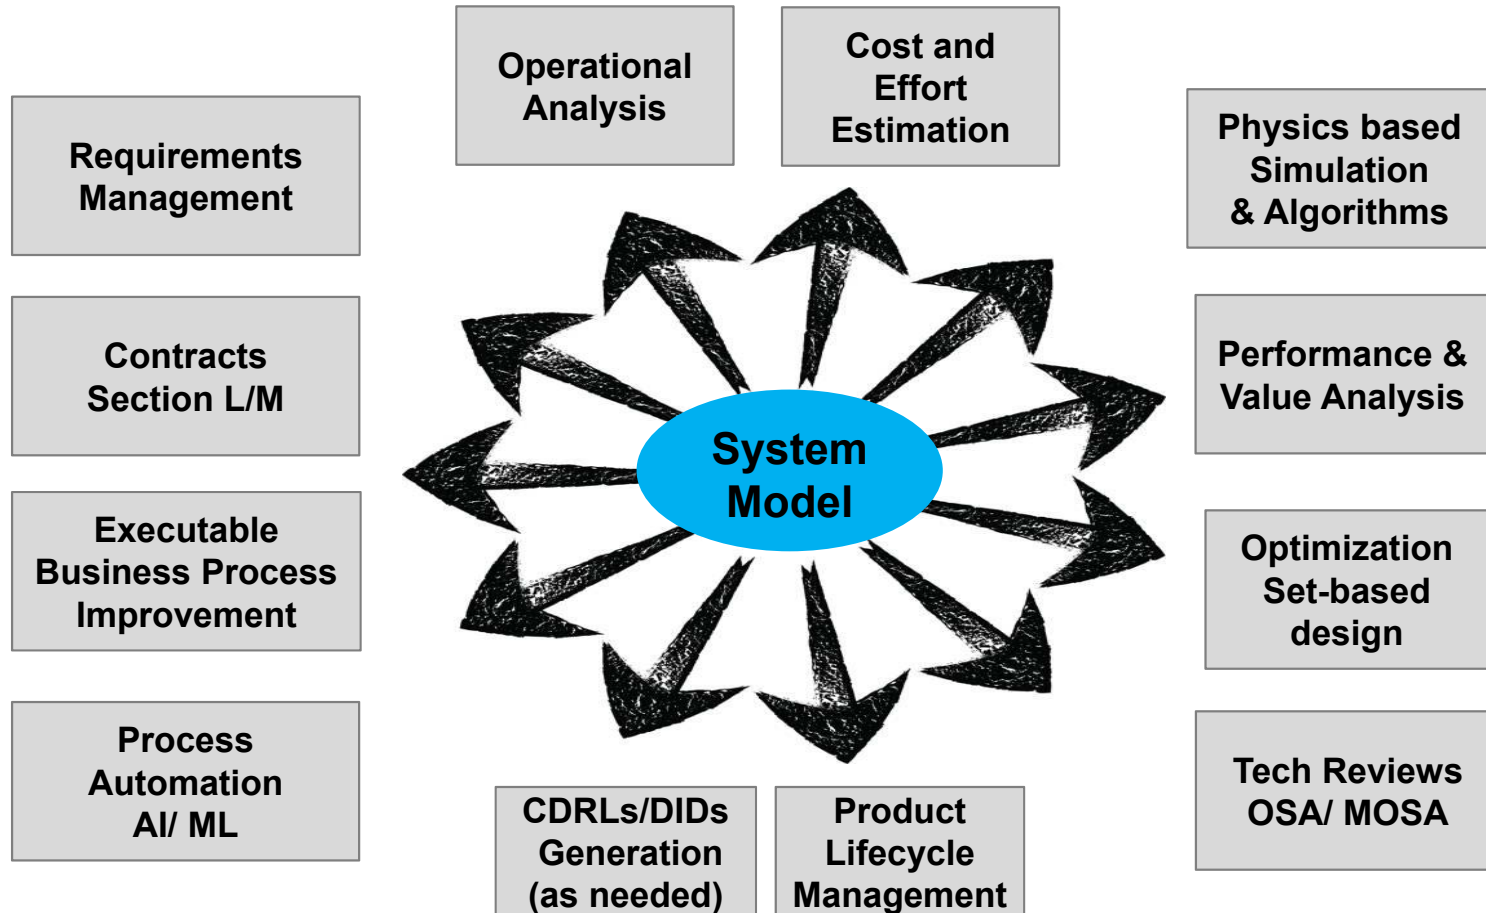 Operational
Analysis
Cost and
Effort
Estimation
Requirements
Management
Physics based
Simulation
& Algorithms
Contracts
Section L/M
Performance &
Value Analysis
System
Model
Executable
Business Process
Improvement
Optimization
Set-based
design
Process
Automation
AI/ ML
Tech Reviews
OSA/ MOSA
CDRLs/DIDs
Generation
(as needed)
Product
Lifecycle
Management